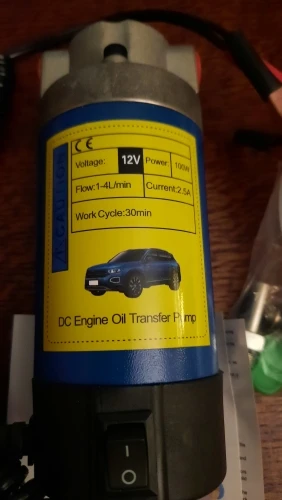 CE
Voltage: 12V Power: 100W
Flow:1-4L/min Current:2.5A
Work Cycle:30min
CAUTION
DC Engine Oil Transfer Pump
I
O